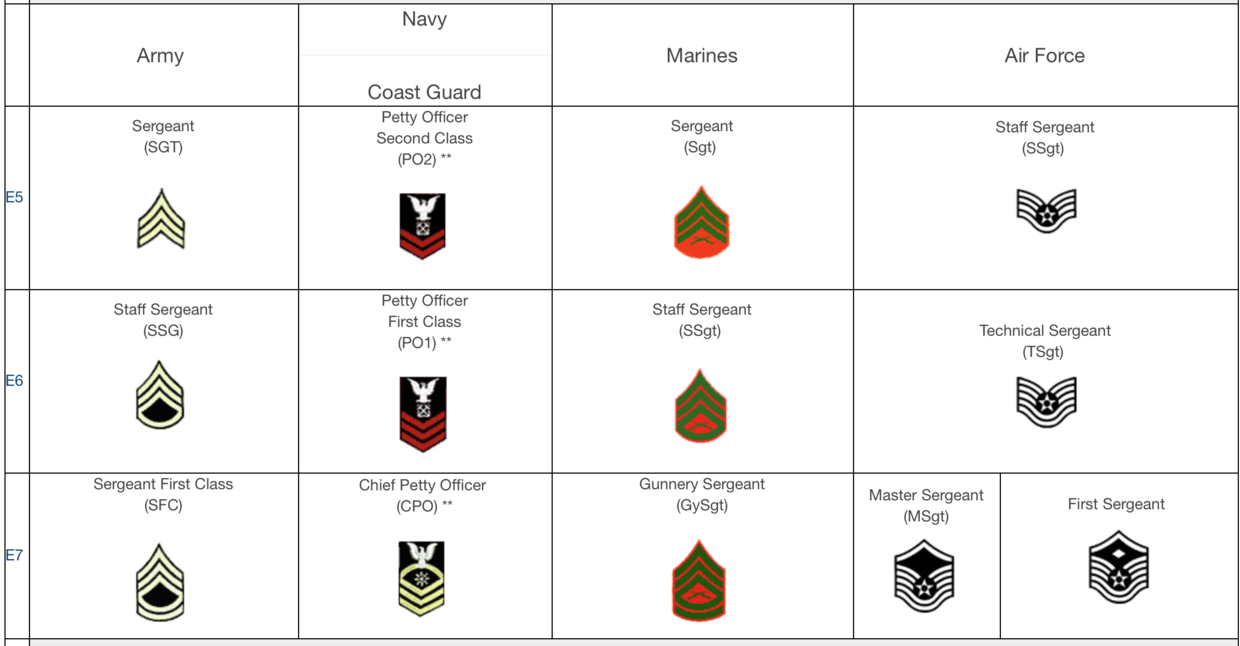 Army
Navy
Coast Guard
Marines
Air Force
E5
Sergeant
(SGT)
Petty Officer
Second Class
(PO2) **
Sergeant
(Sgt)
Staff Sergeant
(SSgt)
E6
Staff Sergeant
(SSG)
Petty Officer
First Class
(PO1) **
Staff Sergeant
(SSgt)
Technical Sergeant
(TSgt)
E7
Sergeant First Class
(SFC)
Chief Petty Officer
(CPO) **
Gunnery Sergeant
(GySgt)
Master Sergeant
(MSgt)
First Sergeant